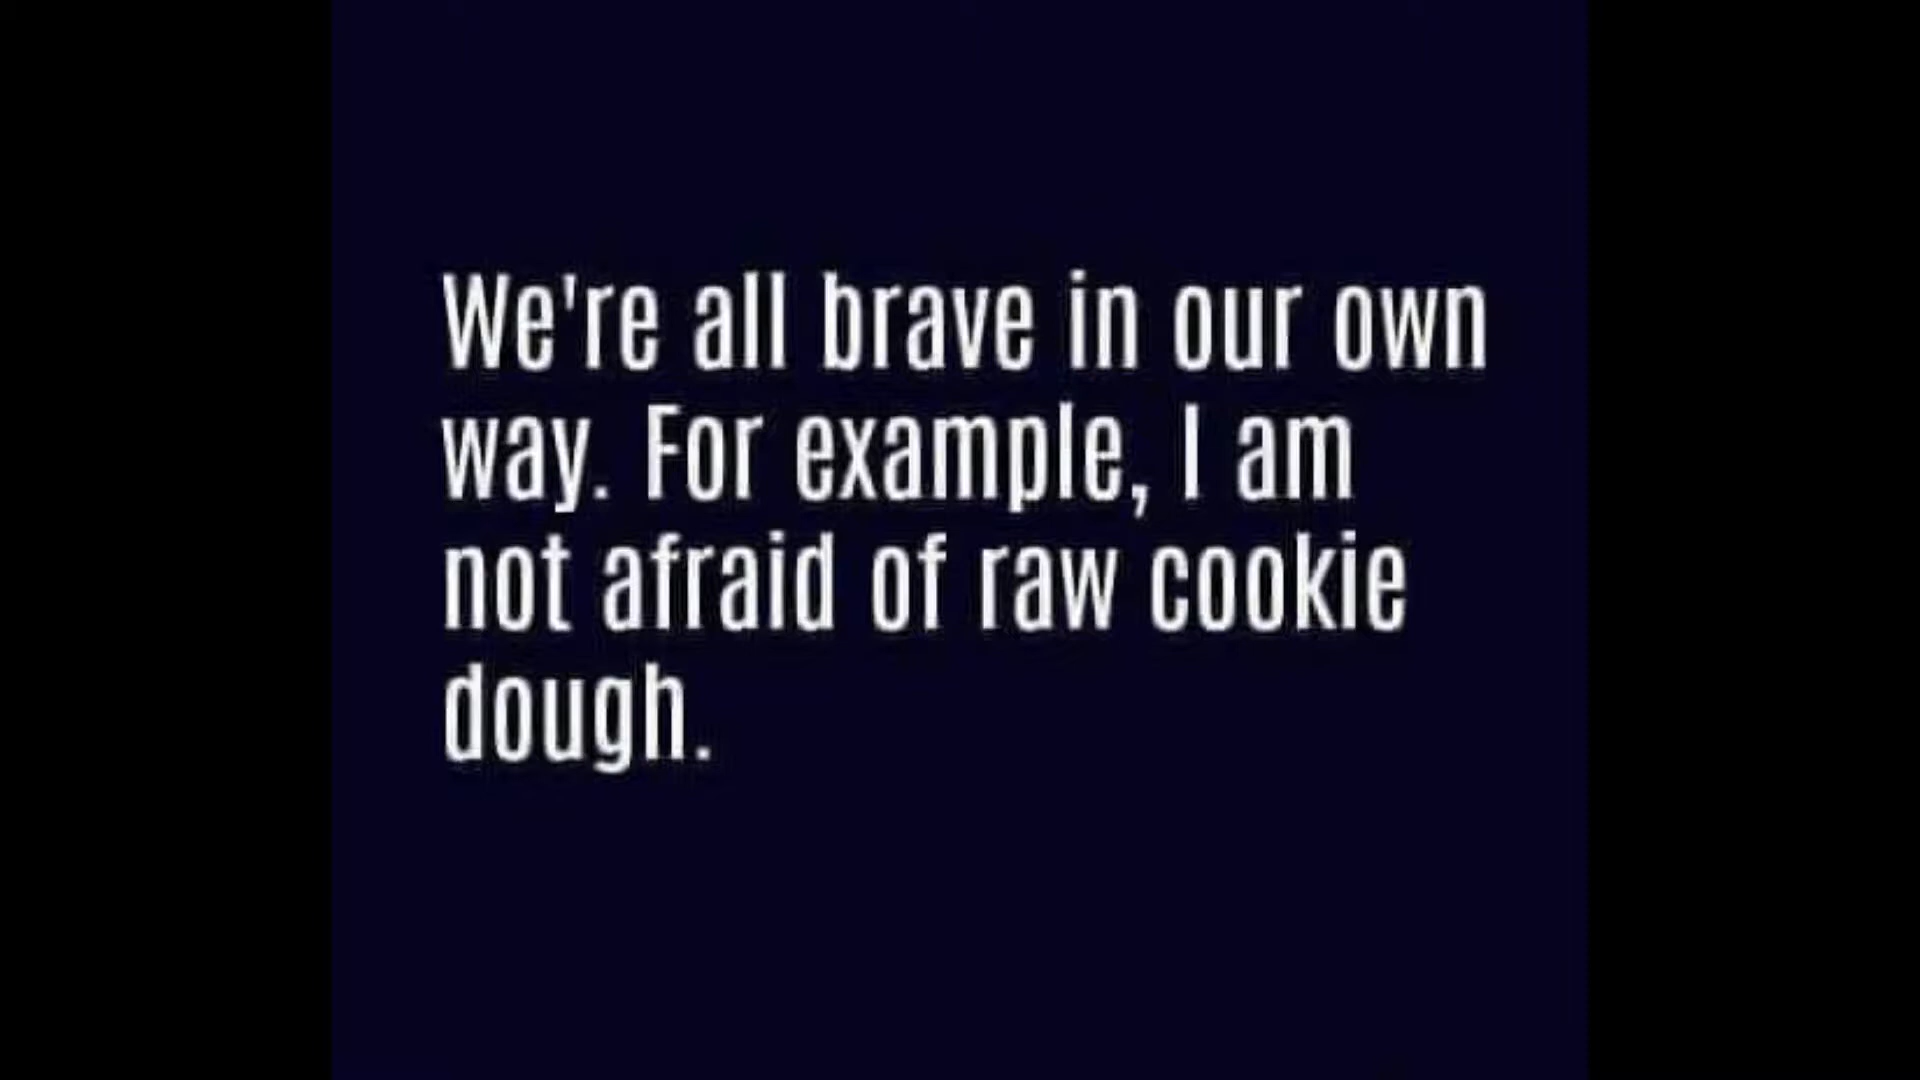 We're all brave in our own
way. For example, I am
not afraid of raw cookie
dough.